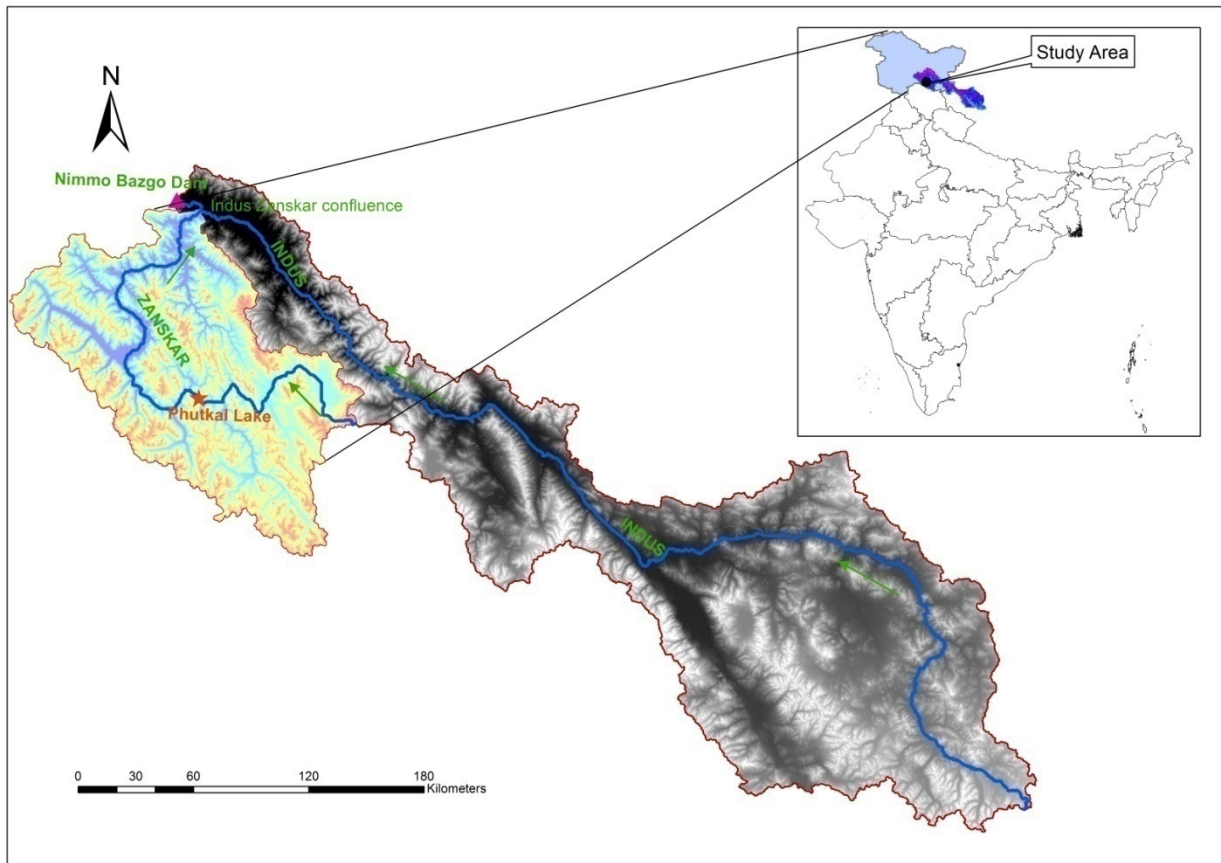 Study Area
N
Nimmo Bazgo Dam
Indus Zanskar confluence
INDUS
ZANSKAR
Phutkal Lake
INDUS
0 30 60 120 180
Kilometers